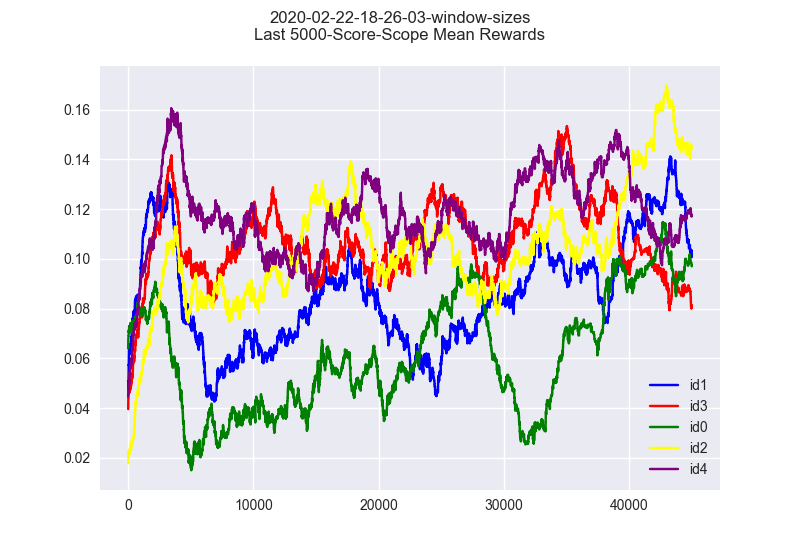 2020-02-22-18-26-03-window-sizes
Last 5000-Score-Scope Mean Rewards
0.16
0.14
0.12
0.10
0.08
0.06
0.04
0.02
id1
id3
id0
id2
id4
0 10000 20000 30000 40000